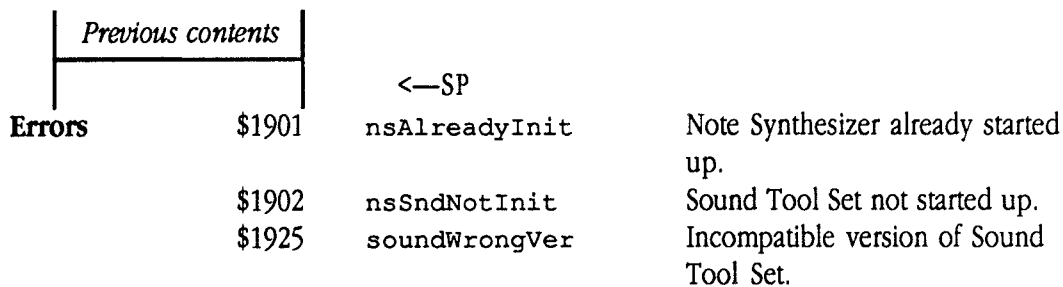 Previous contents
<—SP
Errors $1901 nsAlreadyInit Note Synthesizer already started
up.
$1902 nsSndNotInit Sound Tool Set not started up.
$1925 soundWrongVer Incompatible version of Sound
Tool Set.